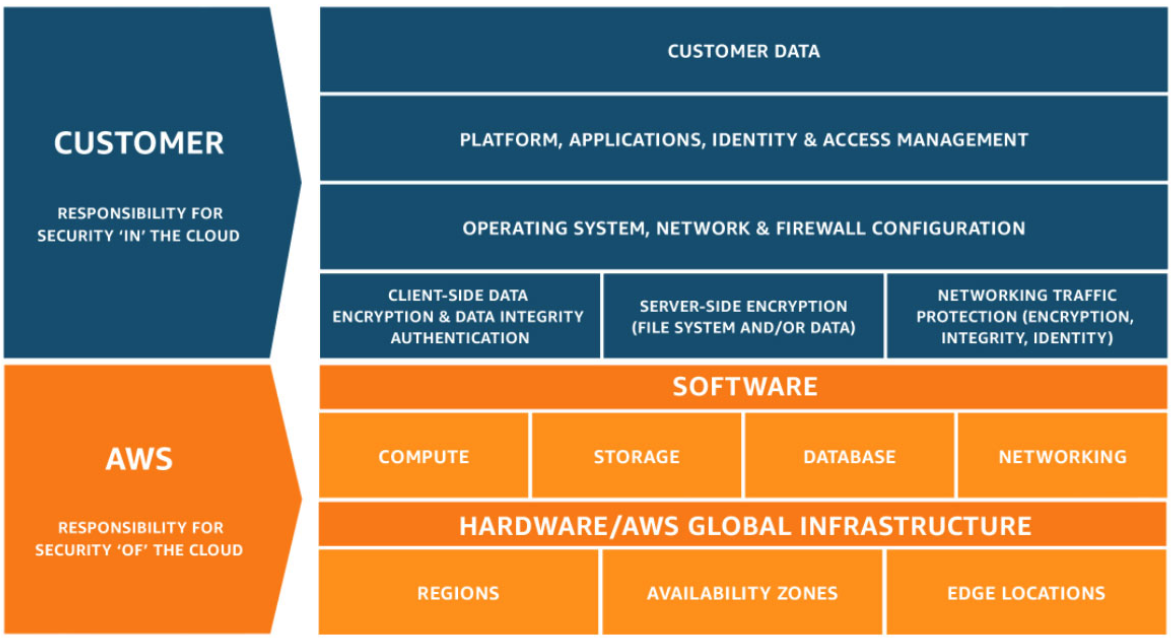 CUSTOMER
RESPONSIBILITY FOR
SECURITY ‘IN’ THE CLOUD
CUSTOMER DATA
PLATFORM, APPLICATIONS, IDENTITY & ACCESS MANAGEMENT
OPERATING SYSTEM, NETWORK & FIREWALL CONFIGURATION
CLIENT-SIDE DATA
ENCRYPTION & DATA INTEGRITY
AUTHENTICATION
SERVER-SIDE ENCRYPTION
(FILE SYSTEM AND/OR DATA)
NETWORKING TRAFFIC
PROTECTION (ENCRYPTION,
INTEGRITY, IDENTITY)
AWS
RESPONSIBILITY FOR
SECURITY ‘OF’ THE CLOUD
SOFTWARE
COMPUTE
STORAGE
DATABASE
NETWORKING
HARDWARE/AWS GLOBAL INFRASTRUCTURE
REGIONS
AVAILABILITY ZONES
EDGE LOCATIONS